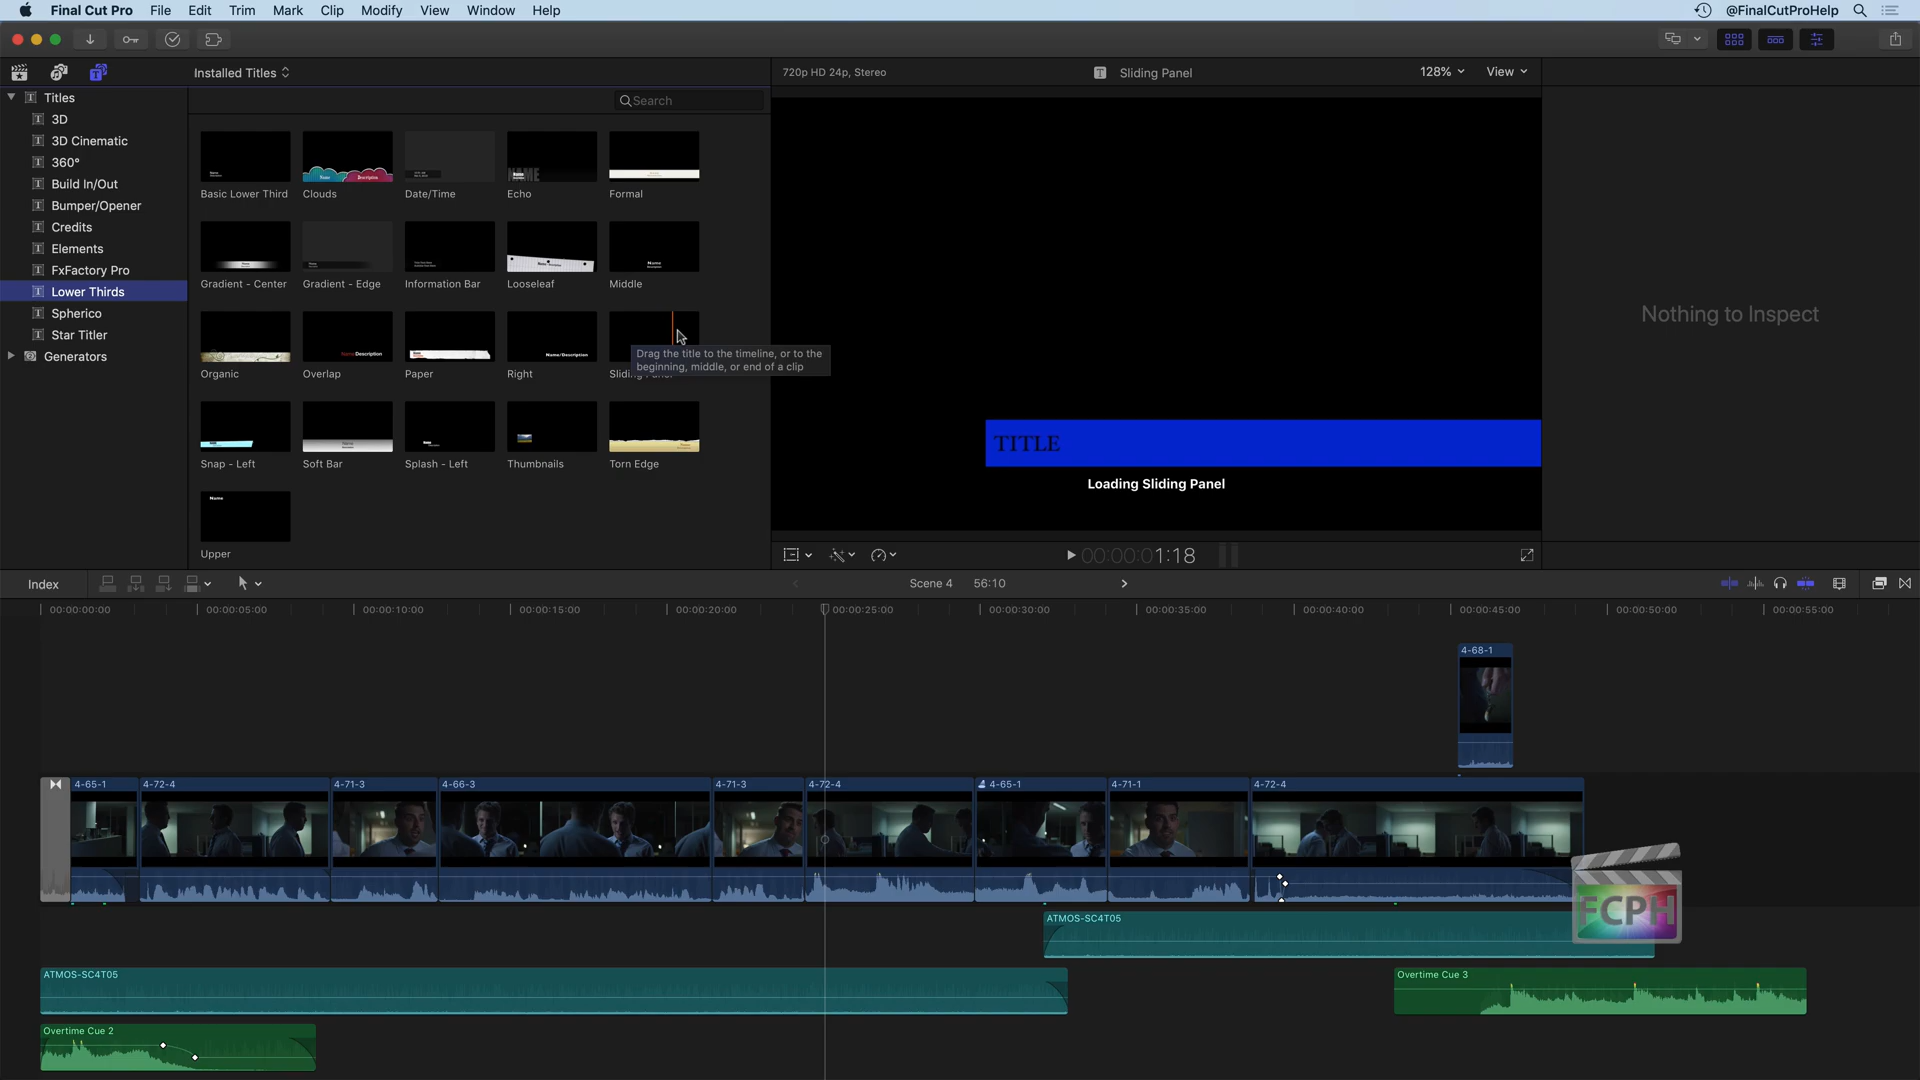 Final Cut Pro File Edit Trim Mark Clip Modify View Window Help @FinalCutProHelp
Installed Titles
720p HD 24p, Stereo
Sliding Panel
128%
View
Titles
3D
3D Cinematic
360°
Build In/Out
Bumper/Opener
Credits
Elements
FxFactory Pro
Lower Thirds
Spherico
Star Titler
Generators
Search
Basic Lower Third Clouds Date/Time Echo Formal
Gradient - Center Gradient - Edge Information Bar Looseleaf Middle
Organic Overlap Paper Right
Drag the title to the timeline, or to the
beginning, middle, or end of a clip
Snap - Left Soft Bar Splash - Left Thumbnails Torn Edge
Upper
TITLE
Loading Sliding Panel
00:00:01:18
Nothing to Inspect
Index
Scene 4 56:10
00:00:00:00 00:00:05:00 00:00:10:00 00:00:15:00 00:00:20:00 00:00:25:00 00:00:30:00 00:00:35:00 00:00:40:00 00:00:45:00 00:00:50:00 00:00:55:00
4-68-1
4-65-1 4-72-4 4-71-3 4-66-3 4-71-3 4-72-4 4-65-1 4-71-1 4-72-4
FCPH
ATMOS-SC4T05
ATMOS-SC4T05
Overtime Cue 3
Overtime Cue 2